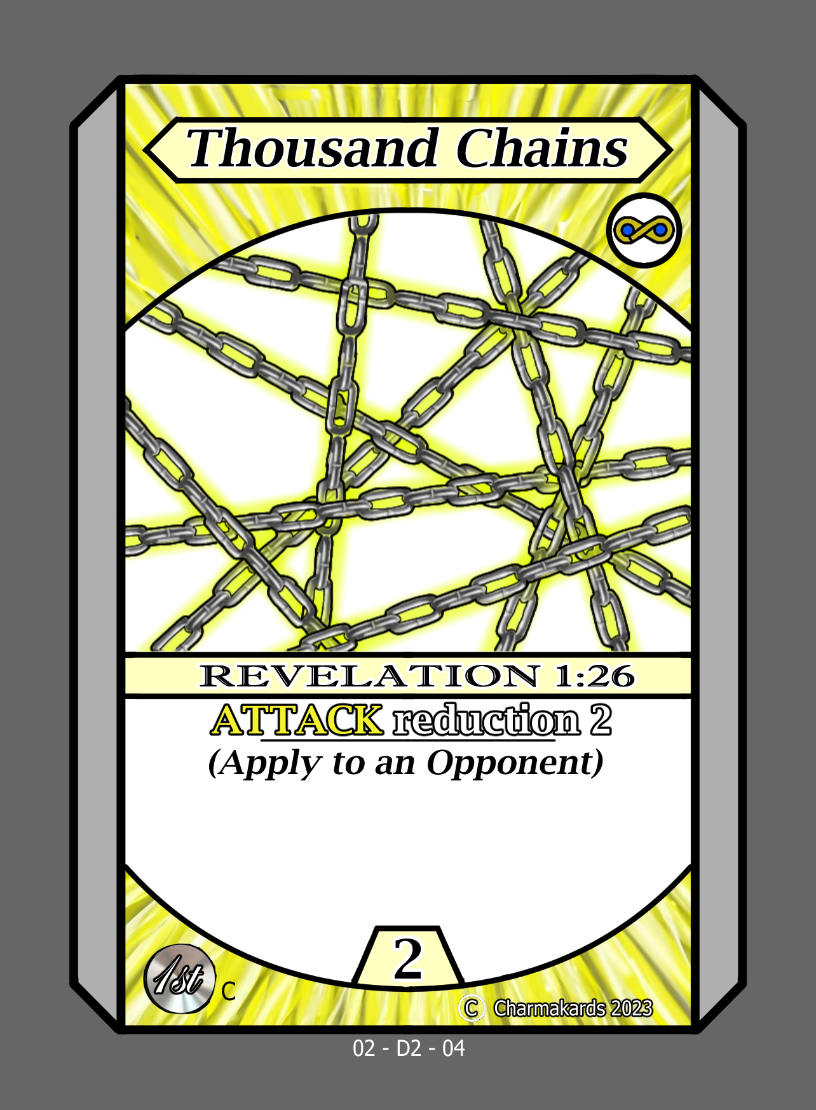 Thousand Chains
REVELATION 1:26
ATTACK reduction 2
(Apply to an Opponent)
2
1st C
© Charmakards 2023
02 - D2 - 04